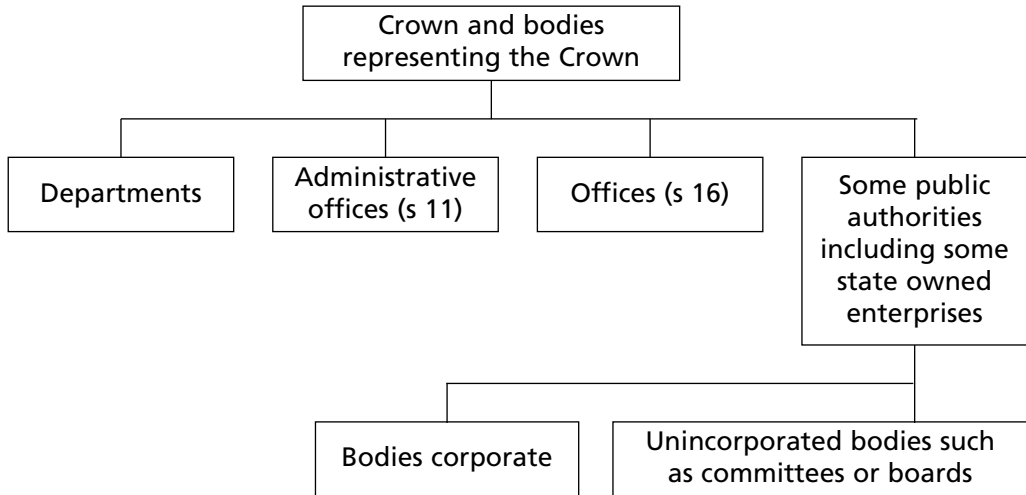 Crown and bodies
representing the Crown
Departments
Administrative
offices (s 11)
Offices (s 16)
Some public
authorities
including some
state owned
enterprises
Bodies corporate
Unincorporated bodies such
as committees or boards